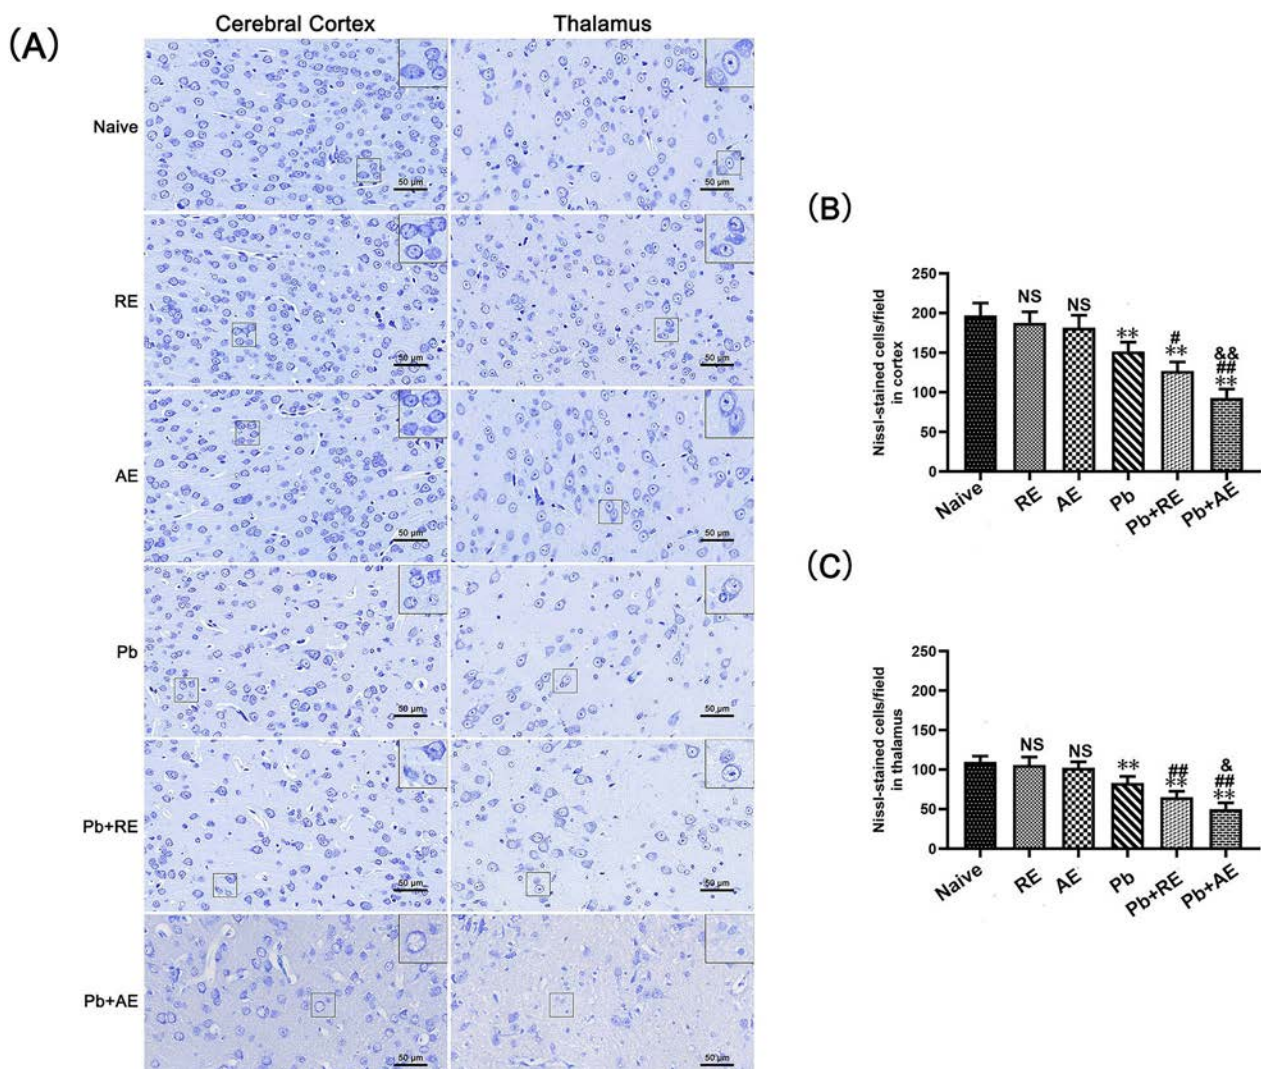 (A)
Cerebral Cortex
Thalamus
Naive
50 μm
50 μm
RE
50 μm
50 μm
AE
50 μm
50 μm
Pb
50 μm
50 μm
Pb+RE
50 μm
50 μm
Pb+AE
50 μm
50 μm
(B)
Nissl-stained cells/field
in cortex
250
200
150
100
50
0
NS
NS
**
#
**
&&
##
**
Naive
RE
AE
Pb
Pb+RE
Pb+AE
(C)
Nissl-stained cells/field
in thalamus
250
200
150
100
50
0
NS
NS
**
##
**
&
##
**
Naive
RE
AE
Pb
Pb+RE
Pb+AE